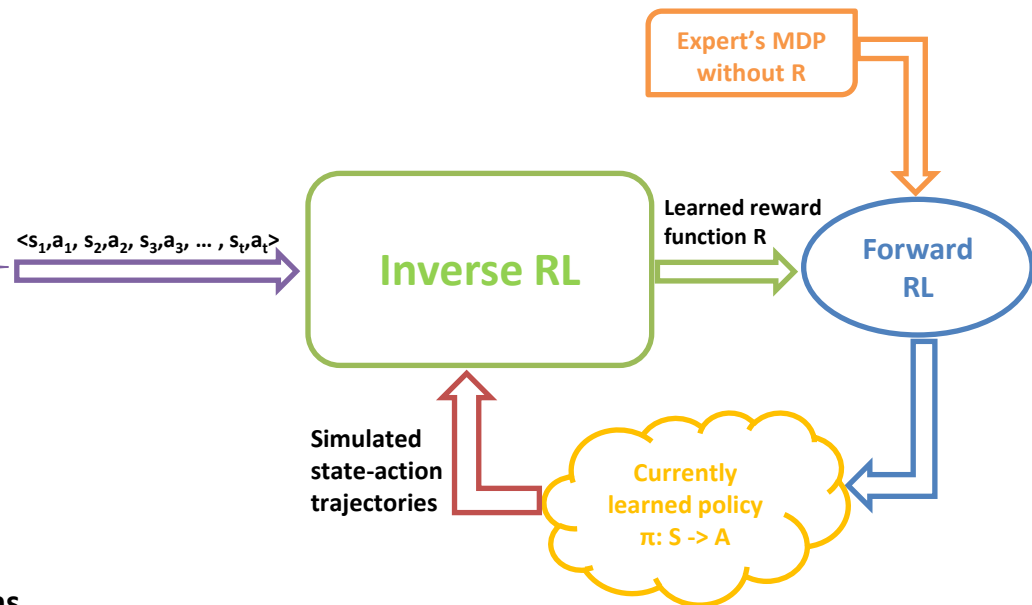 Expert's MDP
without R
<s₁,a₁, s₂,a₂, s₃,a₃, ... , sₜ,aₜ>
Inverse RL
Learned reward
function R
Forward
RL
Simulated
state-action
trajectories
Currently
learned policy
π: S -> A